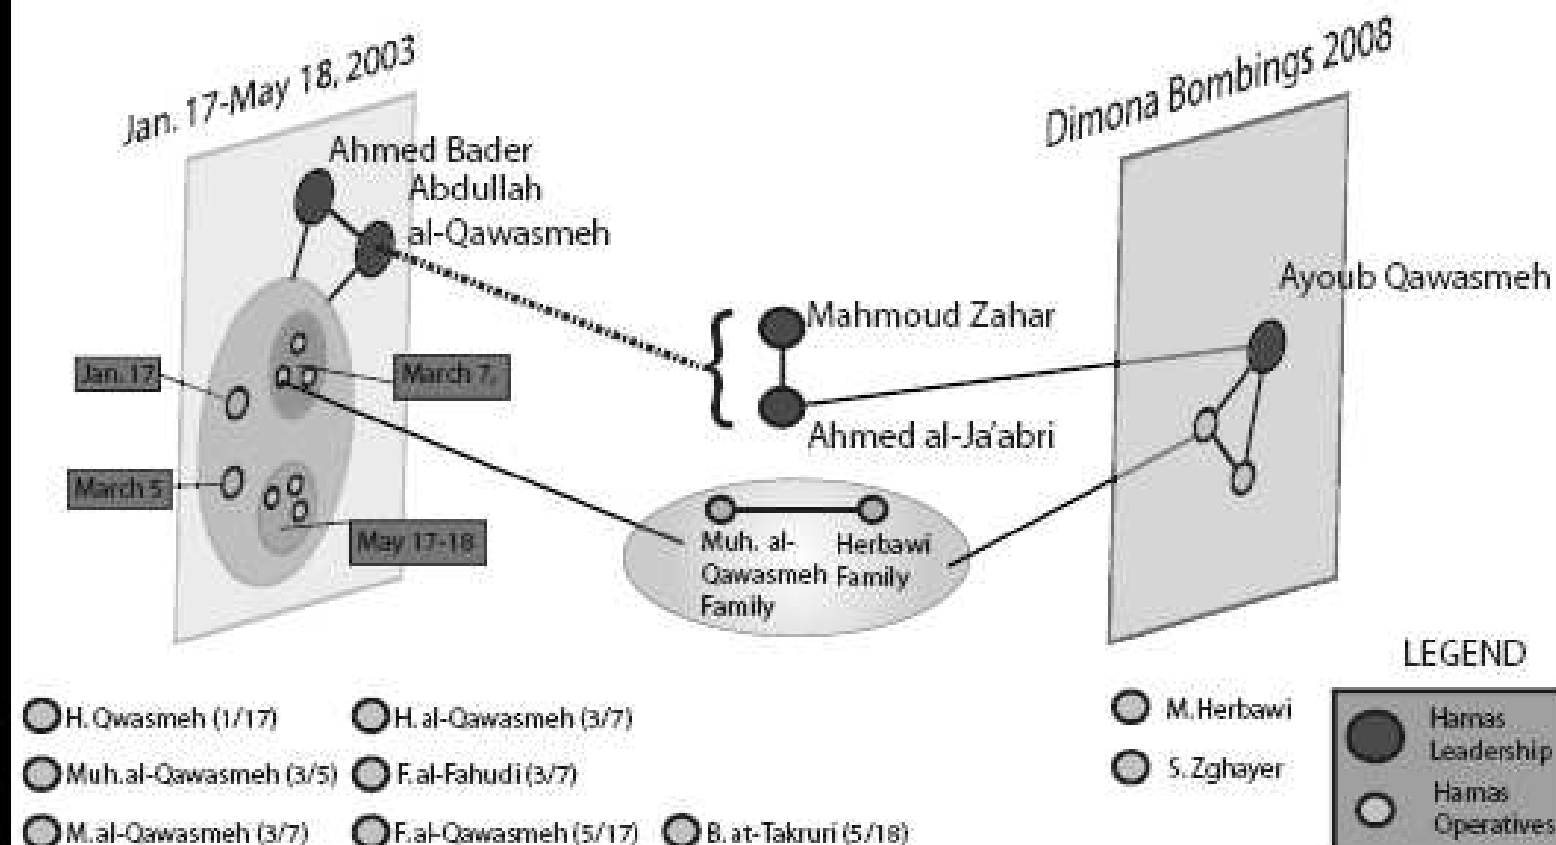 Jan. 17-May 18, 2003
Dimona Bombings 2008
Ahmed Bader
Abdullah
al-Qawasmeh
Ayoub Qawasmeh
Mahmoud Zahar
Jan. 17
March 7,
Ahmed al-Ja'abri
March 5
May 17-18
Muh. al-
Qawasmeh
Family
Herbawi
Family
LEGEND
Hamas
Leadership
Hamas
Operatives
H. Qwasmeh (1/17)
H. al-Qawasmeh (3/7)
M. Herbawi
Muh. al-Qawasmeh (3/5)
F. al-Fahudi (3/7)
S. Zghayer
M. al-Qawasmeh (3/7)
F. al-Qawasmeh (5/17)
B. at-Takruri (5/18)